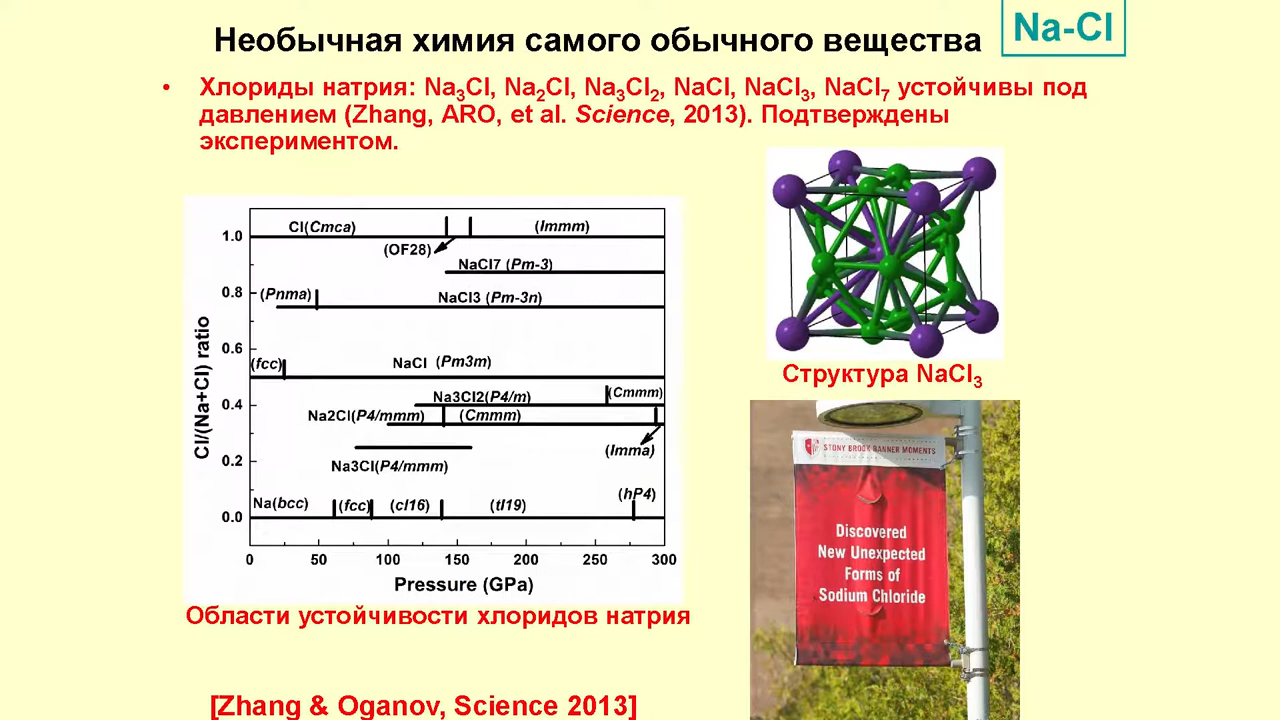 Необычная химия самого обычного вещества
Na-Cl
• Хлориды натрия: Na3Cl, Na2Cl, Na3Cl2, NaCl, NaCl3, NaCl7 устойчивы под
давлением (Zhang, ARO, et al. Science, 2013). Подтверждены
экспериментом.
Cl/(Na+Cl) ratio
1.0
0.8
0.6
0.4
0.2
0.0
Cl(Cmca)
(Immm)
(OF28)
NaCl7 (Pm-3)
(Pnma)
NaCl3 (Pm-3n)
(fcc)
NaCl (Pm3m)
Na3Cl2(P4/m)
(Cmmm)
Na2Cl(P4/mmm)
(Cmmm)
(Imma)
Na3Cl(P4/mmm)
(hP4)
Na(bcc)
(fcc)
(cI16)
(tI19)
0 50 100 150 200 250 300
Pressure (GPa)
Области устойчивости хлоридов натрия
Структура NaCl3
STONY BROOK BANNER MOMENTS
Discovered
New Unexpected
Forms of
Sodium Chloride
[Zhang & Oganov, Science 2013]